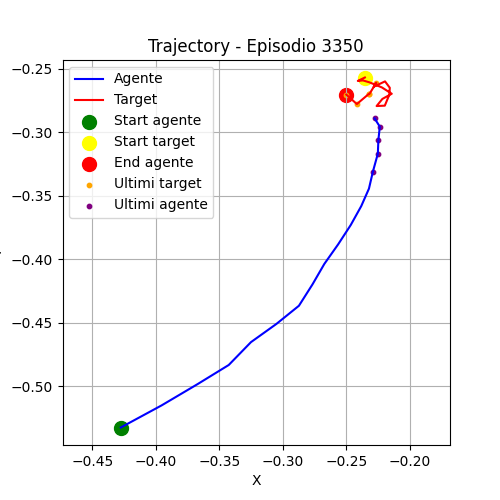 Trajectory - Episodio 3350
Agente
Target
Start agente
Start target
End agente
Ultimi target
Ultimi agente
−0.25
−0.30
−0.35
−0.40
−0.45
−0.50
−0.45
−0.40
−0.35
−0.30
−0.25
−0.20
X